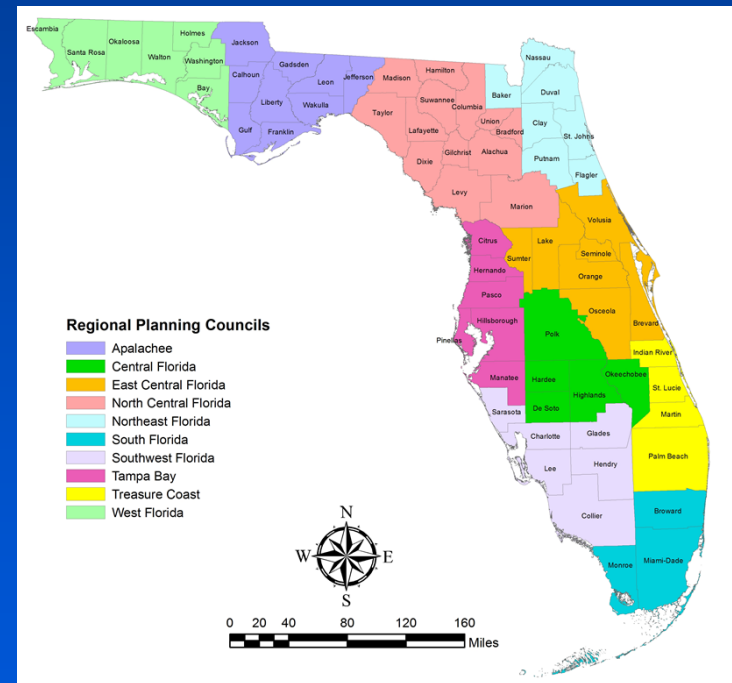 Escambia
Santa Rosa
Okaloosa
Walton
Holmes
Washington
Bay
Jackson
Calhoun
Gulf
Gadsden
Liberty
Franklin
Leon
Wakulla
Jefferson
Madison
Taylor
Hamilton
Suwannee
Lafayette
Dixie
Columbia
Gilchrist
Levy
Union
Bradford
Alachua
Marion
Baker
Nassau
Duval
Clay
St. Johns
Putnam
Flagler
Volusia
Lake
Sumter
Seminole
Orange
Osceola
Brevard
Citrus
Hernando
Pasco
Hillsborough
Pinellas
Manatee
Polk
Hardee
De Soto
Highlands
Okeechobee
Indian River
St. Lucie
Martin
Palm Beach
Sarasota
Charlotte
Glades
Lee
Hendry
Collier
Broward
Miami-Dade
Monroe
Regional Planning Councils
Apalachee
Central Florida
East Central Florida
North Central Florida
Northeast Florida
South Florida
Southwest Florida
Tampa Bay
Treasure Coast
West Florida
N
W E
S
0 20 40 80 120 160
Miles